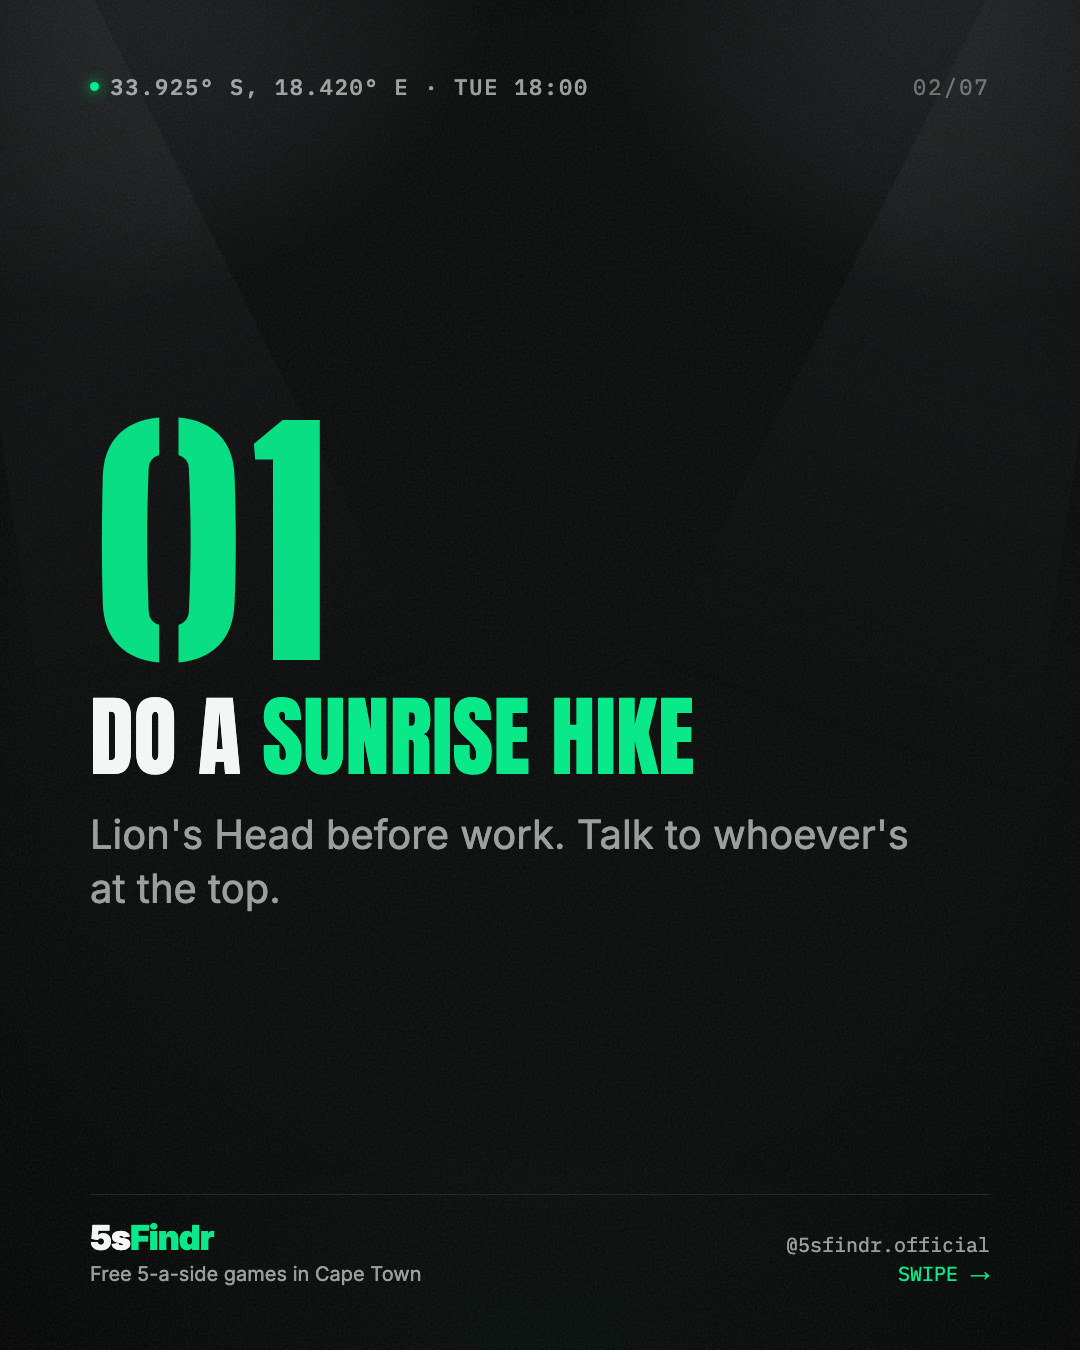 33.925° S, 18.420° E · TUE 18:00
02/07
01
DO A SUNRISE HIKE
Lion's Head before work. Talk to whoever's
at the top.
5sFindr
Free 5-a-side games in Cape Town
@5sfindr.official
SWIPE →